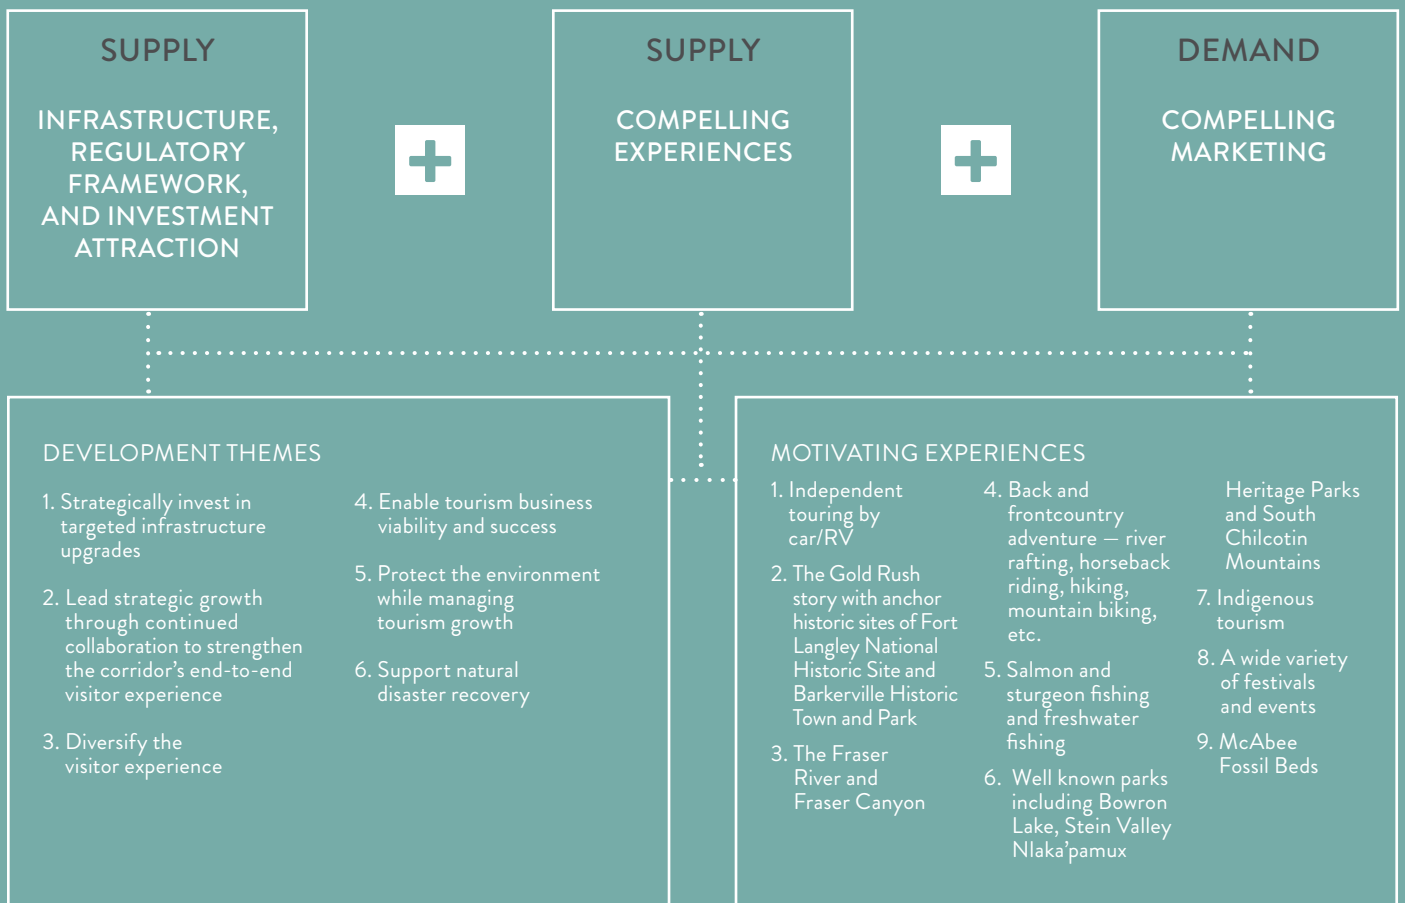 SUPPLY
INFRASTRUCTURE,
REGULATORY
FRAMEWORK,
AND INVESTMENT
ATTRACTION
SUPPLY
COMPELLING
EXPERIENCES
DEMAND
COMPELLING
MARKETING
DEVELOPMENT THEMES
1. Strategically invest in
targeted infrastructure
upgrades
2. Lead strategic growth
through continued
collaboration to strengthen
the corridor’s end-to-end
visitor experience
3. Diversify the
visitor experience
4. Enable tourism business
viability and success
5. Protect the environment
while managing
tourism growth
6. Support natural
disaster recovery
MOTIVATING EXPERIENCES
1. Independent
touring by
car/RV
2. The Gold Rush
story with anchor
historic sites of Fort
Langley National
Historic Site and
Barkerville Historic
Town and Park
3. The Fraser
River and
Fraser Canyon
4. Back and
frontcountry
adventure — river
rafting, horseback
riding, hiking,
mountain biking,
etc.
5. Salmon and
sturgeon fishing
and freshwater
fishing
6. Well known parks
including Bowron
Lake, Stein Valley
Nlaka’pamux
Heritage Parks
and South
Chilcotin
Mountains
7. Indigenous
tourism
8. A wide variety
of festivals
and events
9. McAbee
Fossil Beds